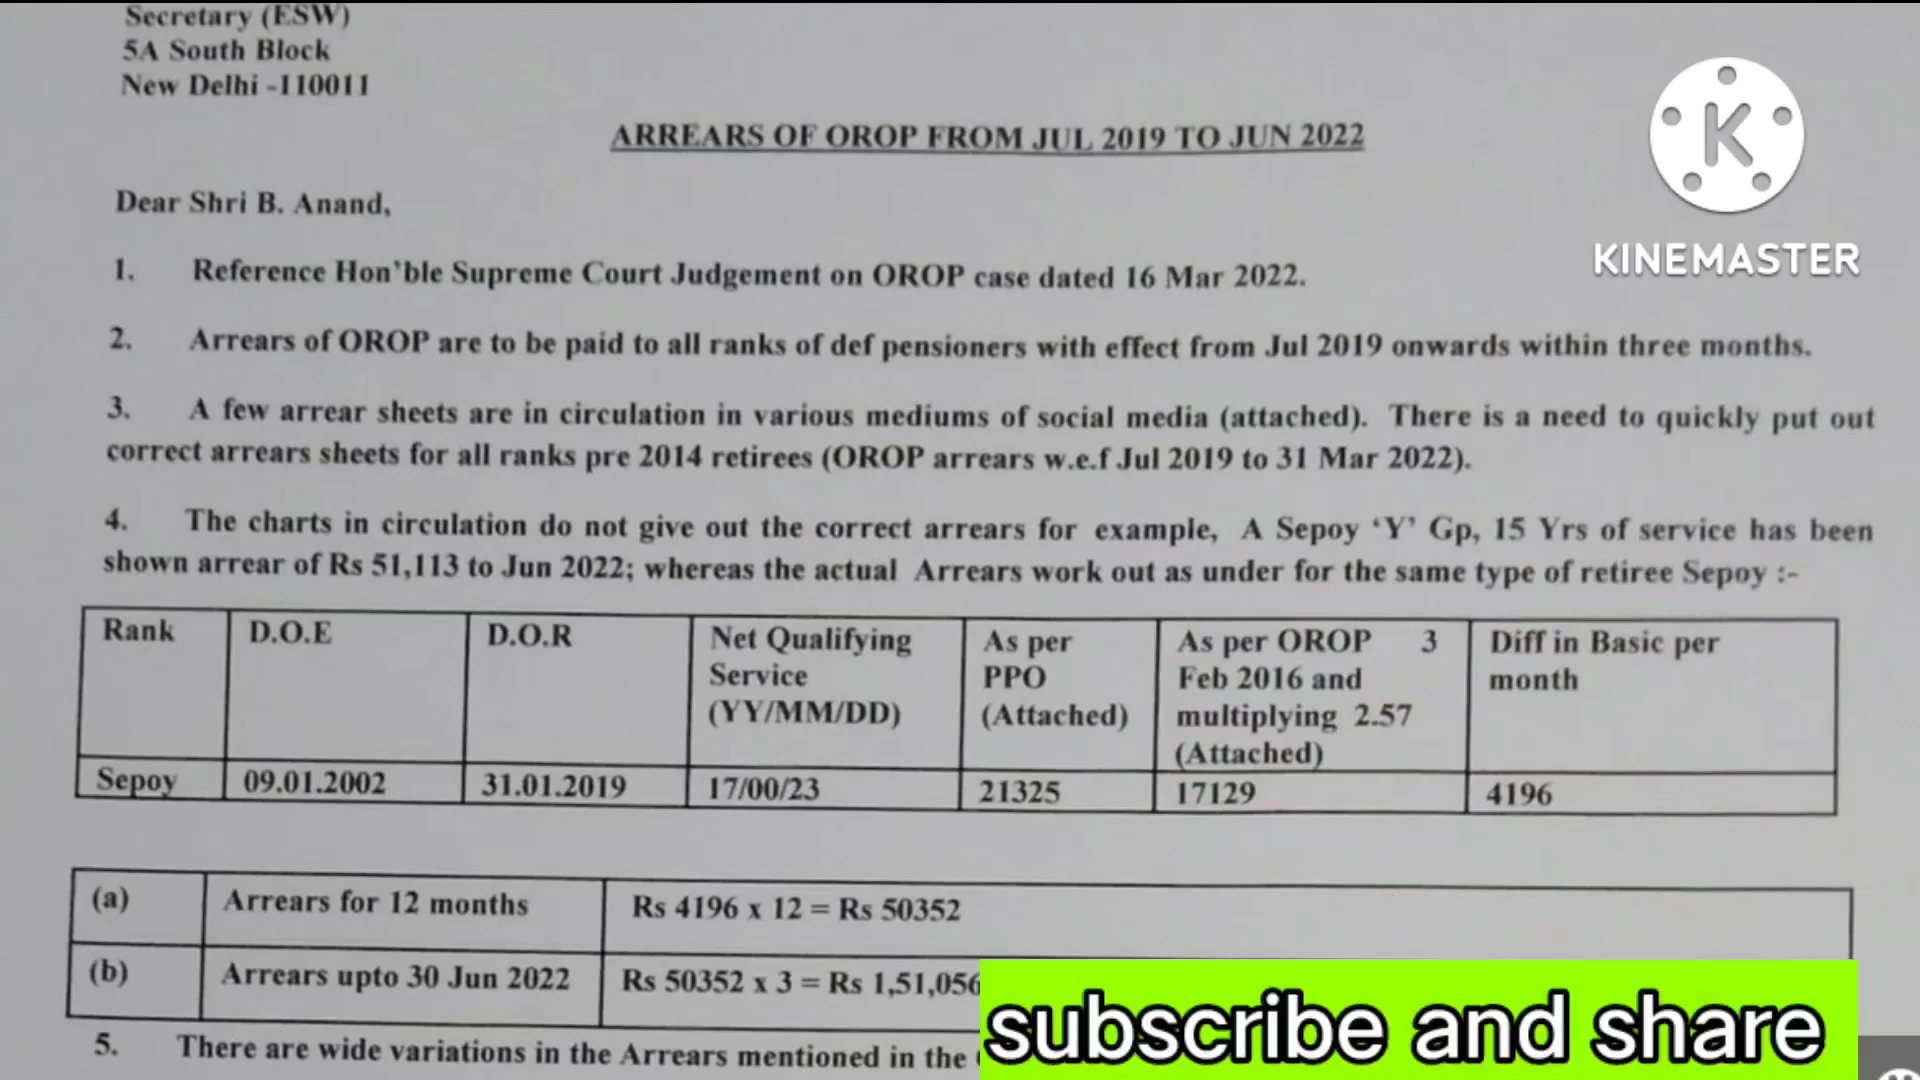 Secretary (ESW)
5A South Block
New Delhi -110011
ARREARS OF OROP FROM JUL 2019 TO JUN 2022
K
KINEMASTER
Dear Shri B. Anand,
1. Reference Hon’ble Supreme Court Judgement on OROP case dated 16 Mar 2022.
2. Arrears of OROP are to be paid to all ranks of def pensioners with effect from Jul 2019 onwards within three months.
3. A few arrear sheets are in circulation in various mediums of social media (attached). There is a need to quickly put out
correct arrears sheets for all ranks pre 2014 retirees (OROP arrears w.e.f Jul 2019 to 31 Mar 2022).
4. The charts in circulation do not give out the correct arrears for example, A Sepoy ‘Y’ Gp, 15 Yrs of service has been
shown arrear of Rs 51,113 to Jun 2022; whereas the actual Arrears work out as under for the same type of retiree Sepoy :-
Rank D.O.E D.O.R Net Qualifying Service (YY/MM/DD) As per PPO (Attached) As per OROP 3 Feb 2016 and multiplying 2.57 (Attached) Diff in Basic per month
Sepoy 09.01.2002 31.01.2019 17/00/23 21325 17129 4196
(a) Arrears for 12 months Rs 4196 x 12 = Rs 50352
(b) Arrears upto 30 Jun 2022 Rs 50352 x 3 = Rs 1,51,056
5. There are wide variations in the Arrears mentioned in the
subscribe and share